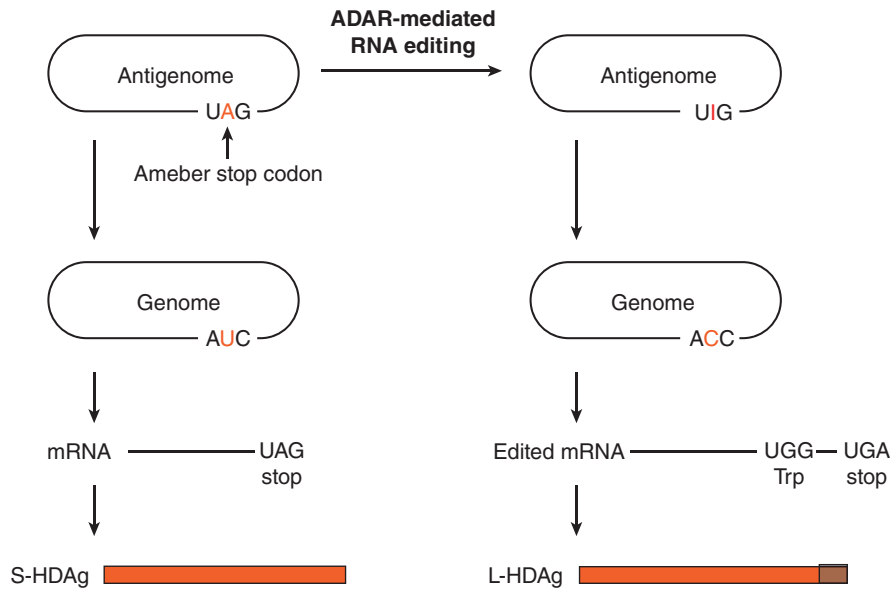 ADAR-mediated
RNA editing
Antigenome
UAG
Ameber stop codon
Antigenome
UIG
Genome
AUC
Genome
ACC
mRNA
UAG
stop
Edited mRNA
UGG
Trp
UGA
stop
S-HDAg
L-HDAg